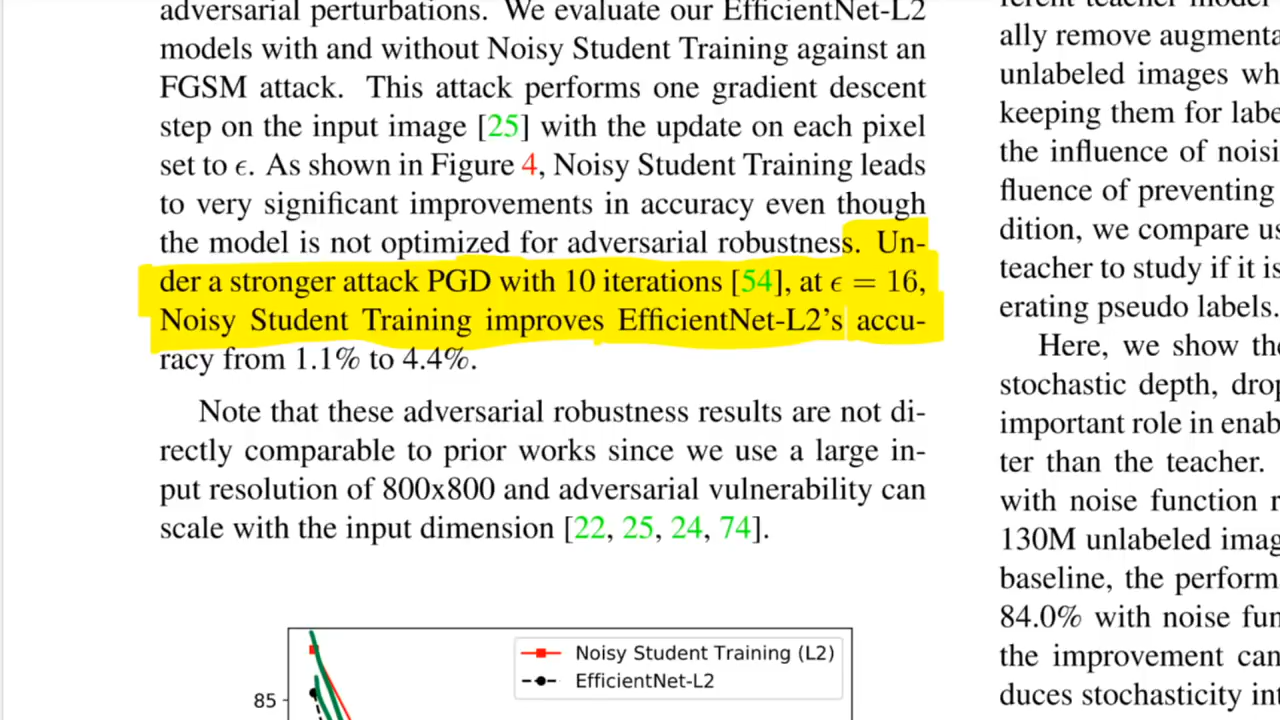 adversarial perturbations. We evaluate our EfficientNet-L2
models with and without Noisy Student Training against an
FGSM attack. This attack performs one gradient descent
step on the input image [25] with the update on each pixel
set to ϵ. As shown in Figure 4, Noisy Student Training leads
to very significant improvements in accuracy even though
the model is not optimized for adversarial robustness. Un-
der a stronger attack PGD with 10 iterations [54], at ϵ = 16,
Noisy Student Training improves EfficientNet-L2's accu-
racy from 1.1% to 4.4%.
Note that these adversarial robustness results are not di-
rectly comparable to prior works since we use a large in-
put resolution of 800x800 and adversarial vulnerability can
scale with the input dimension [22, 25, 24, 74].
Noisy Student Training (L2)
EfficientNet-L2
85
ferent teacher model
ally remove augmenta
unlabeled images wh
keeping them for labe
the influence of noisi
fluence of preventing
dition, we compare us
teacher to study if it is
erating pseudo labels.
Here, we show the
stochastic depth, drop
important role in enab
ter than the teacher.
with noise function r
130M unlabeled imag
baseline, the perform
84.0% with noise fun
the improvement can
duces stochasticity int